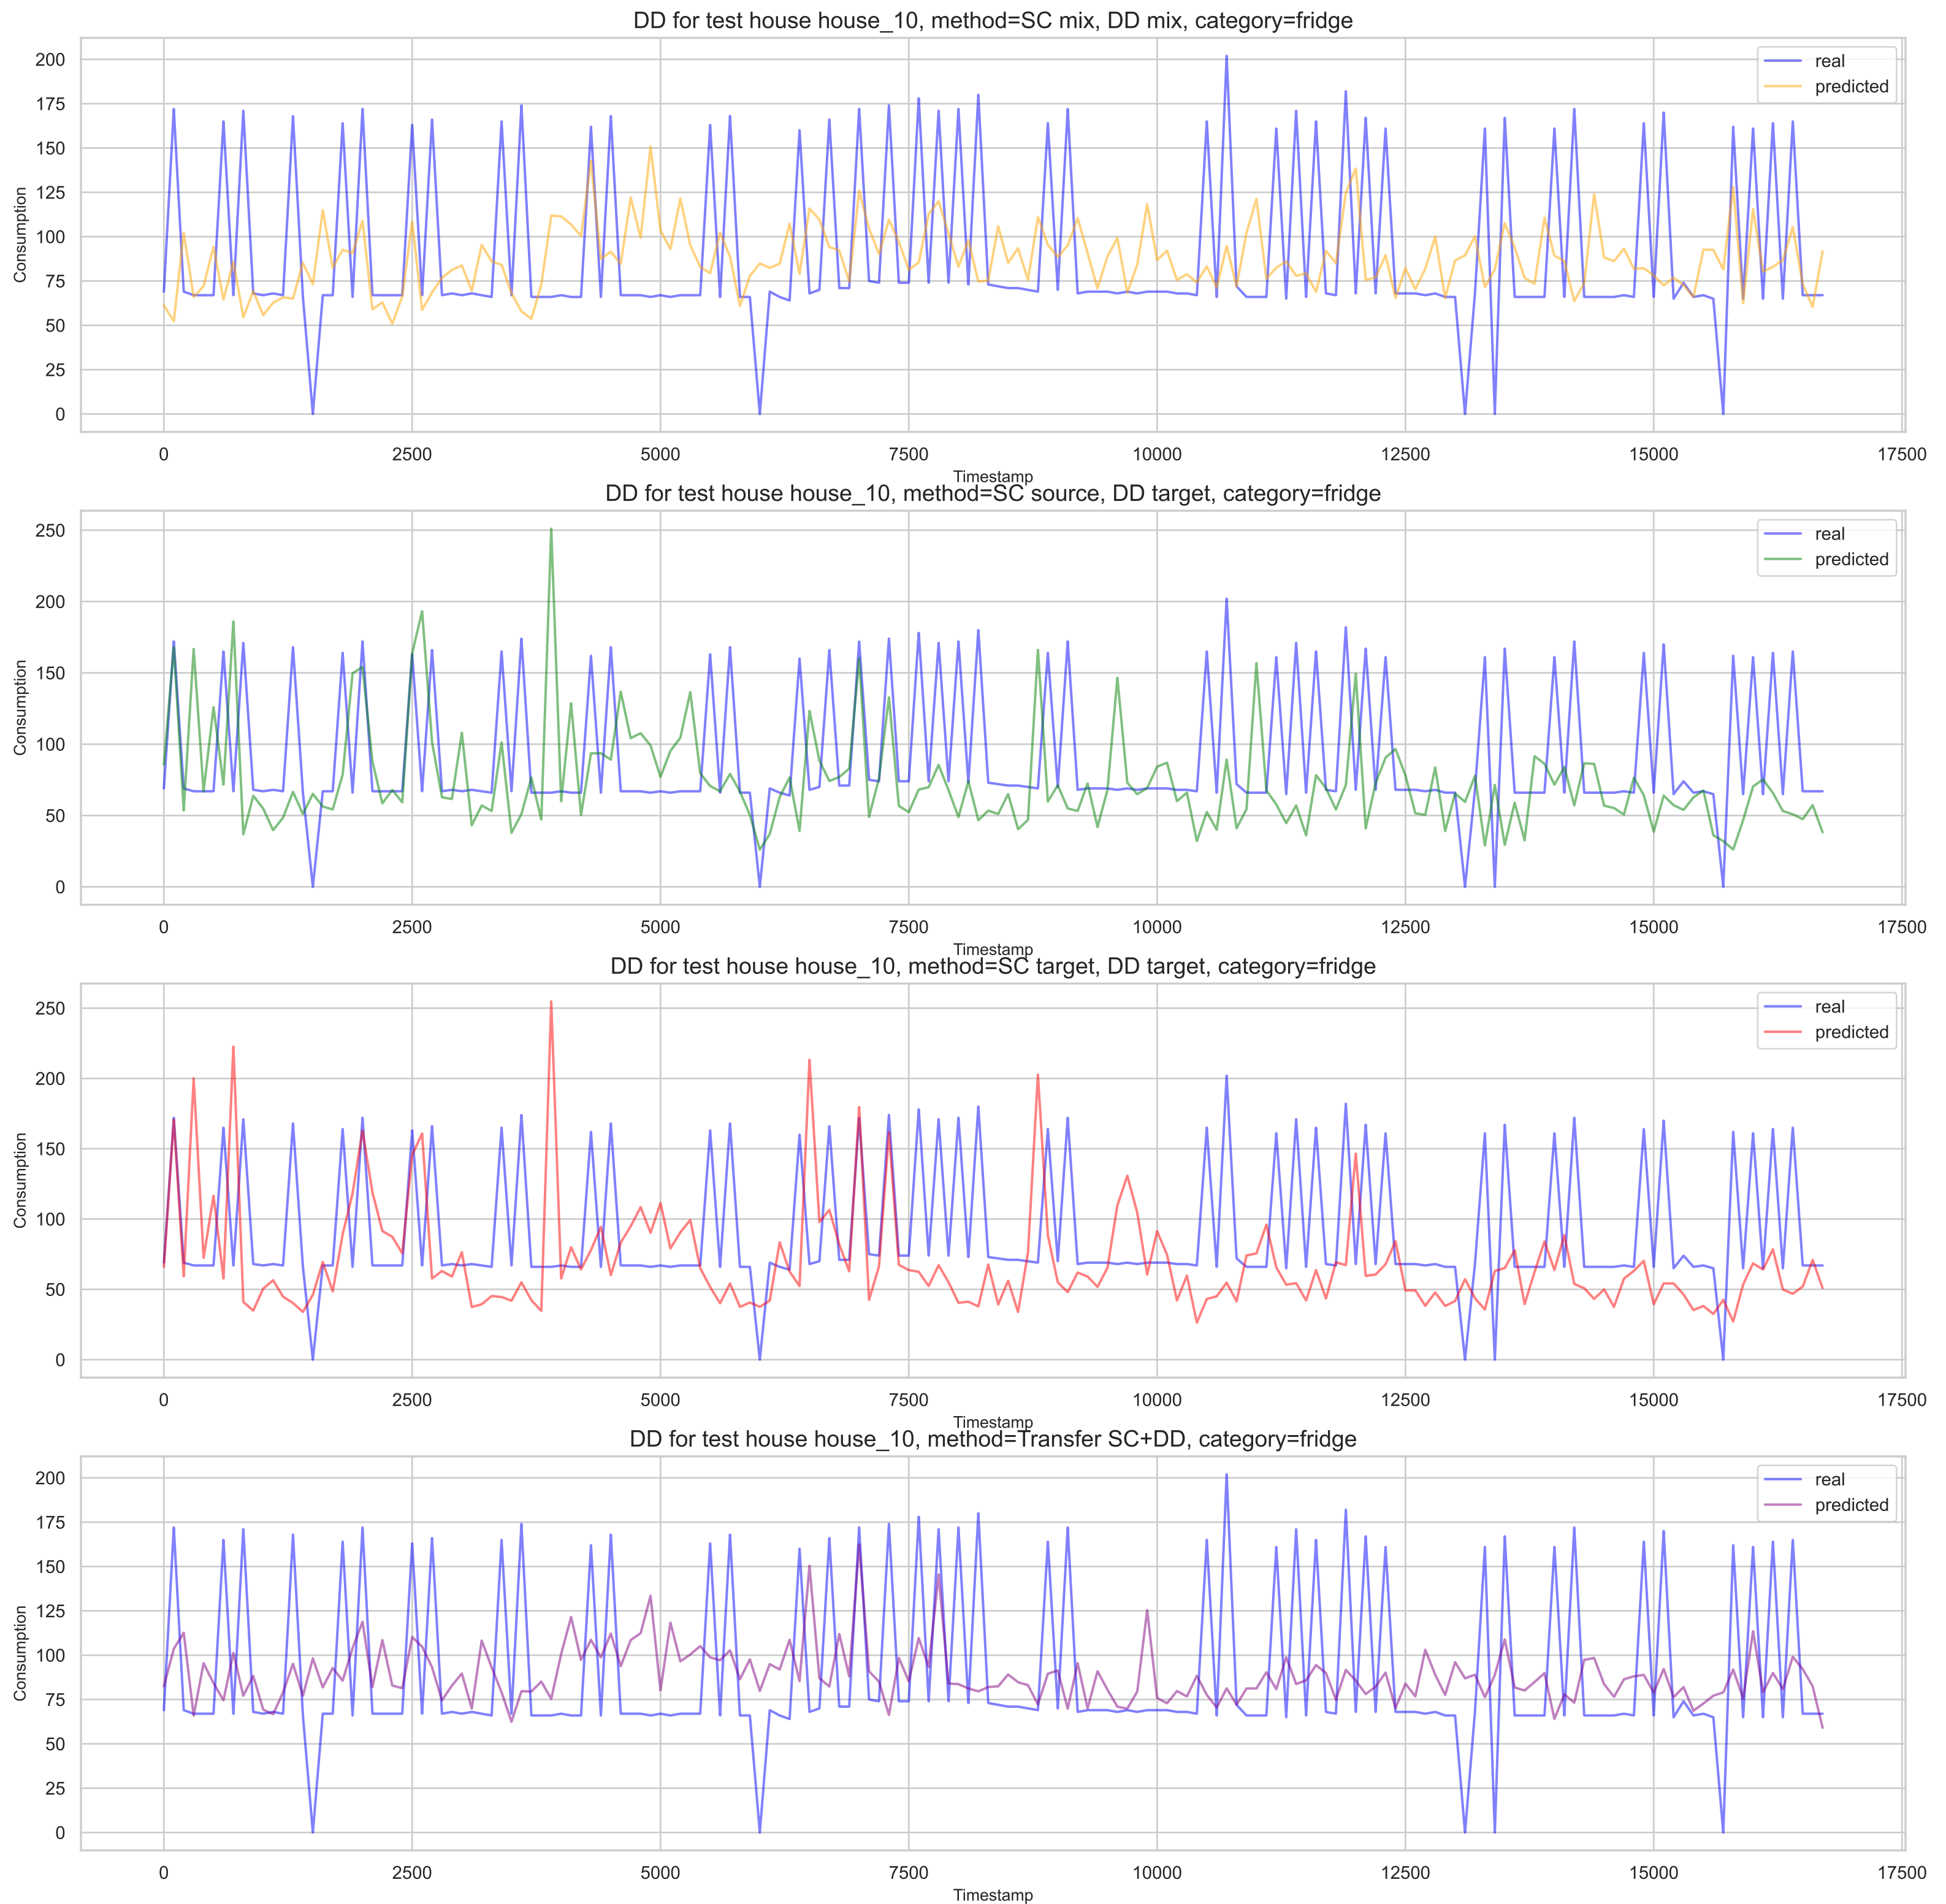 DD for test house house_10, method=SC mix, DD mix, category=fridge
200
175
150
125
100
75
50
25
0
Consumption
real
predicted
0 2500 5000 7500 10000 12500 15000 17500
Timestamp
DD for test house house_10, method=SC source, DD target, category=fridge
250
200
150
100
50
0
Consumption
real
predicted
0 2500 5000 7500 10000 12500 15000 17500
Timestamp
DD for test house house_10, method=SC target, DD target, category=fridge
250
200
150
100
50
0
Consumption
real
predicted
0 2500 5000 7500 10000 12500 15000 17500
Timestamp
DD for test house house_10, method=Transfer SC+DD, category=fridge
200
175
150
125
100
75
50
25
0
Consumption
real
predicted
0 2500 5000 7500 10000 12500 15000 17500
Timestamp